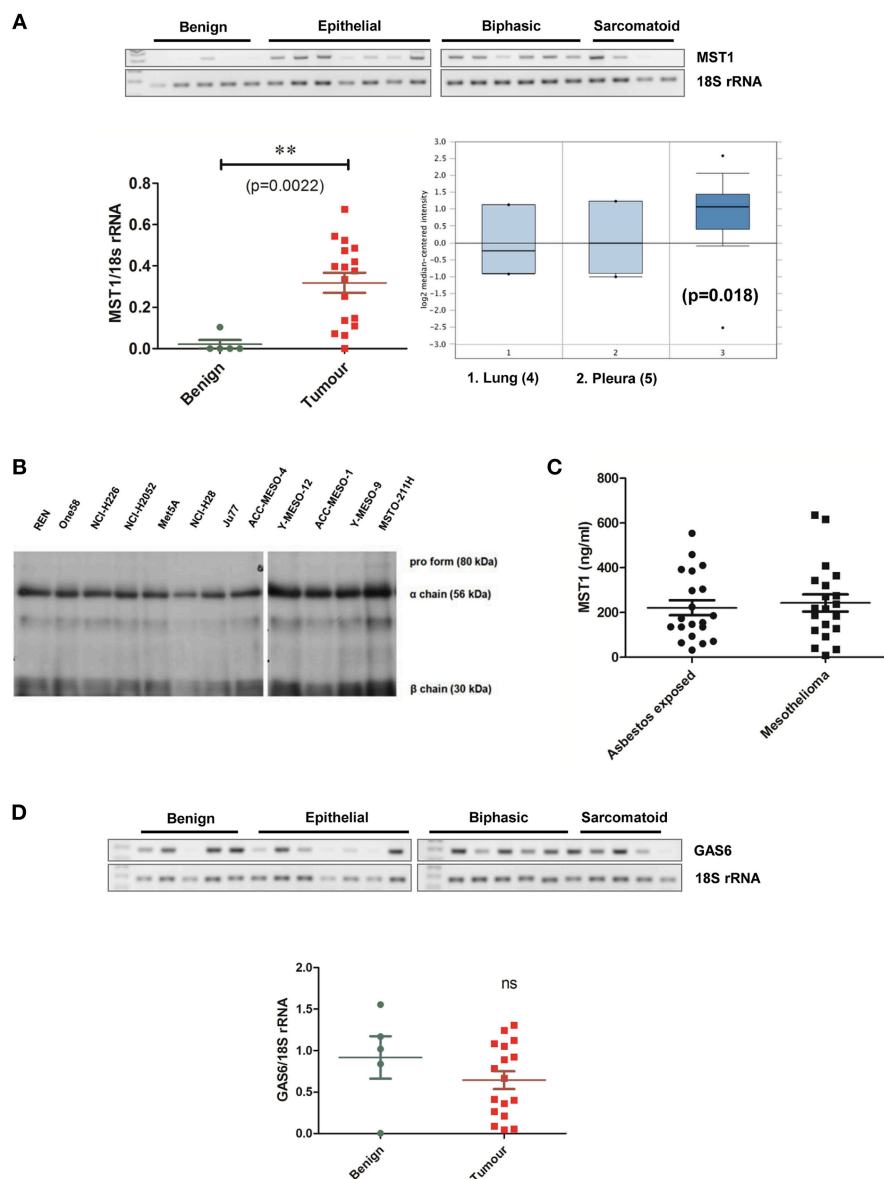 A
Benign Epithelial Biphasic Sarcomatoid
MST1
18S rRNA
**
(p=0.0022)
MST1/18s rRNA
0.8
0.6
0.4
0.2
0.0
Benign
Tumour
log2 median-centered intensity
3.0
2.5
2.0
1.5
1.0
0.5
0.0
-0.5
-1.0
-1.5
-2.0
-2.5
-3.0
(p=0.018)
1 2 3
1. Lung (4) 2. Pleura (5)
B
REN One58 NCI-H226 NCI-H2052 Met5A NCI-H28 Ju77 ACC-MESO-4 Y-MESO-12 ACC-MESO-1 Y-MESO-9 MSTO-211H
pro form (80 kDa)
α chain (56 kDa)
β chain (30 kDa)
C
MST1 (ng/ml)
800
600
400
200
0
Asbestos exposed
Mesothelioma
D
Benign Epithelial Biphasic Sarcomatoid
GAS6
18S rRNA
GAS6/18S rRNA
2.0
1.5
1.0
0.5
0.0
ns
Benign
Tumour